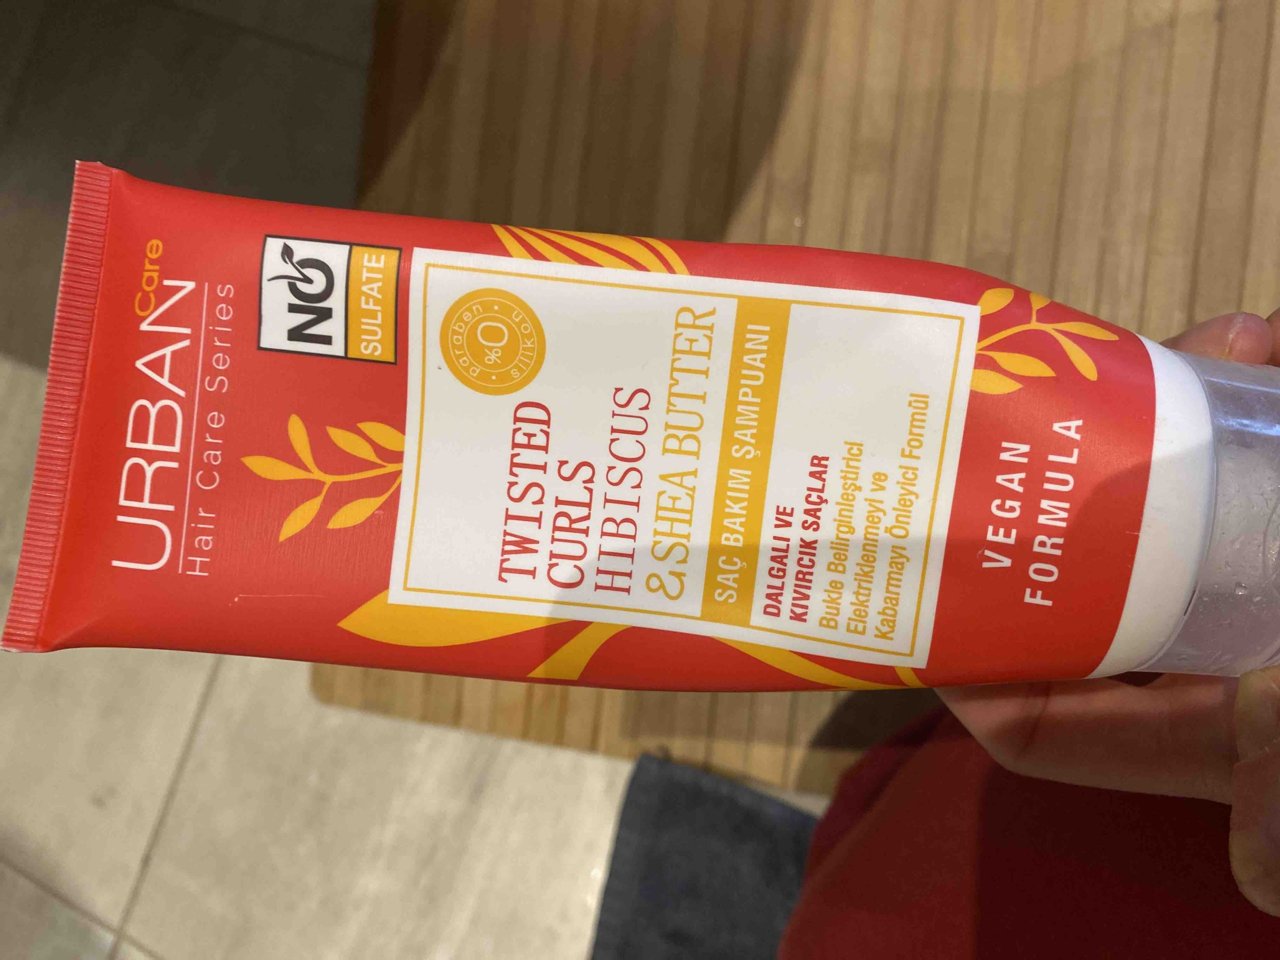 URBAN
Care
Hair Care Series
NO
SULFATE
paraben
%0
silikon
TWISTED
CURLS
HIBISCUS
&SHEA BUTTER
SAÇ BAKIM ŞAMPUANI
DALGALI VE
KIVIRCIK SAÇLAR
Bukle Belirginleştirici
Elektriklenmeyi ve
Kabarmayı Önleyici Formül
VEGAN
FORMULA